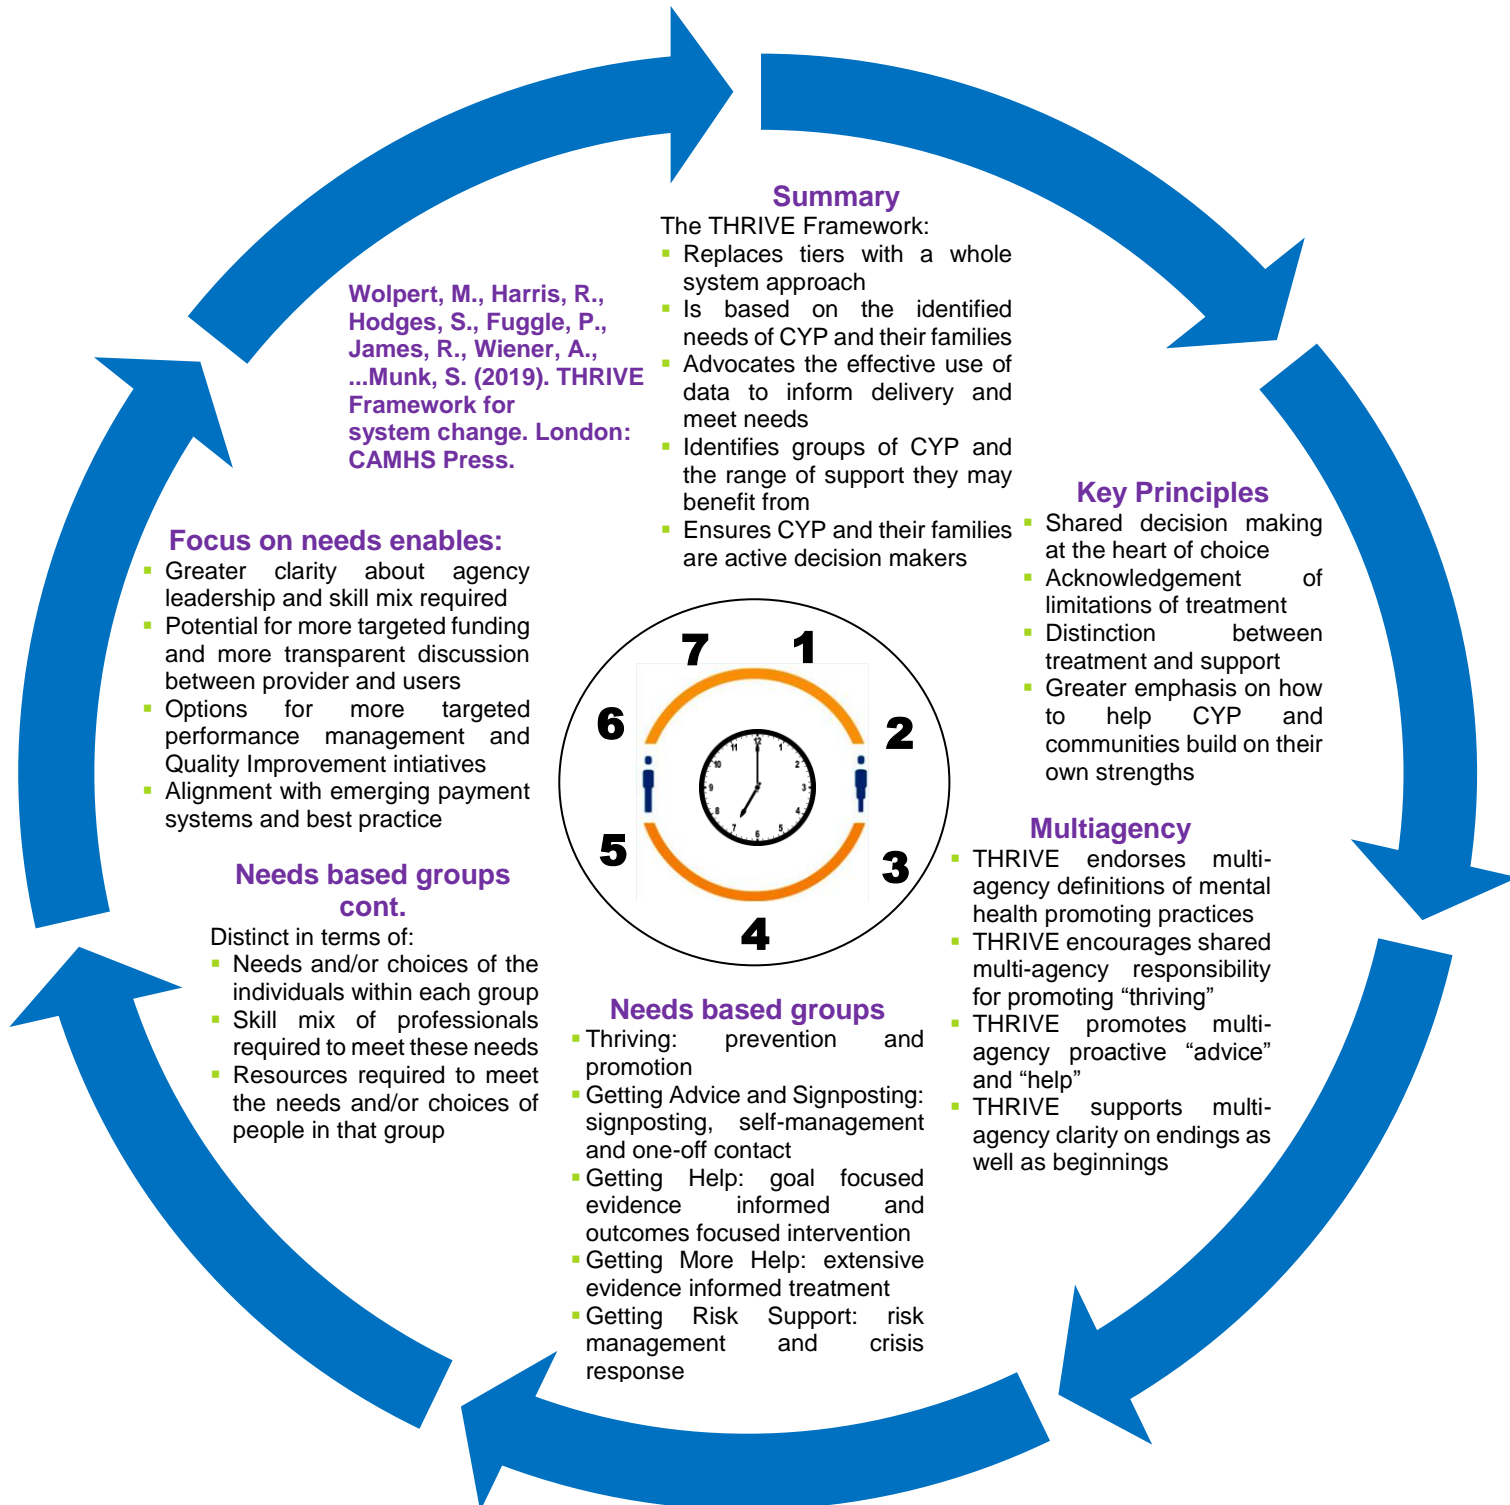 Summary
The THRIVE Framework:
▪ Replaces tiers with a whole
system approach
▪ Is based on the identified
needs of CYP and their families
▪ Advocates the effective use of
data to inform delivery and
meet needs
▪ Identifies groups of CYP and
the range of support they may
benefit from
▪ Ensures CYP and their families
are active decision makers
Key Principles
▪ Shared decision making
at the heart of choice
▪ Acknowledgement of
limitations of treatment
▪ Distinction between
treatment and support
▪ Greater emphasis on how
to help CYP and
communities build on their
own strengths
Multiagency
▪ THRIVE endorses multi-
agency definitions of mental
health promoting practices
▪ THRIVE encourages shared
multi-agency responsibility
for promoting “thriving”
▪ THRIVE promotes multi-
agency proactive “advice”
and “help”
▪ THRIVE supports multi-
agency clarity on endings as
well as beginnings
Needs based groups
▪ Thriving: prevention and
promotion
▪ Getting Advice and Signposting:
signposting, self-management
and one-off contact
▪ Getting Help: goal focused
evidence informed and
outcomes focused intervention
▪ Getting More Help: extensive
evidence informed treatment
▪ Getting Risk Support: risk
management and crisis
response
Needs based groups
cont.
Distinct in terms of:
▪ Needs and/or choices of the
individuals within each group
▪ Skill mix of professionals
required to meet these needs
▪ Resources required to meet
the needs and/or choices of
people in that group
Focus on needs enables:
▪ Greater clarity about agency
leadership and skill mix required
▪ Potential for more targeted funding
and more transparent discussion
between provider and users
▪ Options for more targeted
performance management and
Quality Improvement intiatives
▪ Alignment with emerging payment
systems and best practice
Wolpert, M., Harris, R.,
Hodges, S., Fuggle, P.,
James, R., Wiener, A.,
...Munk, S. (2019). THRIVE
Framework for
system change. London:
CAMHS Press.
1
2
3
4
5
6
7
12
1
2
3
4
5
6
7
8
9
10
11